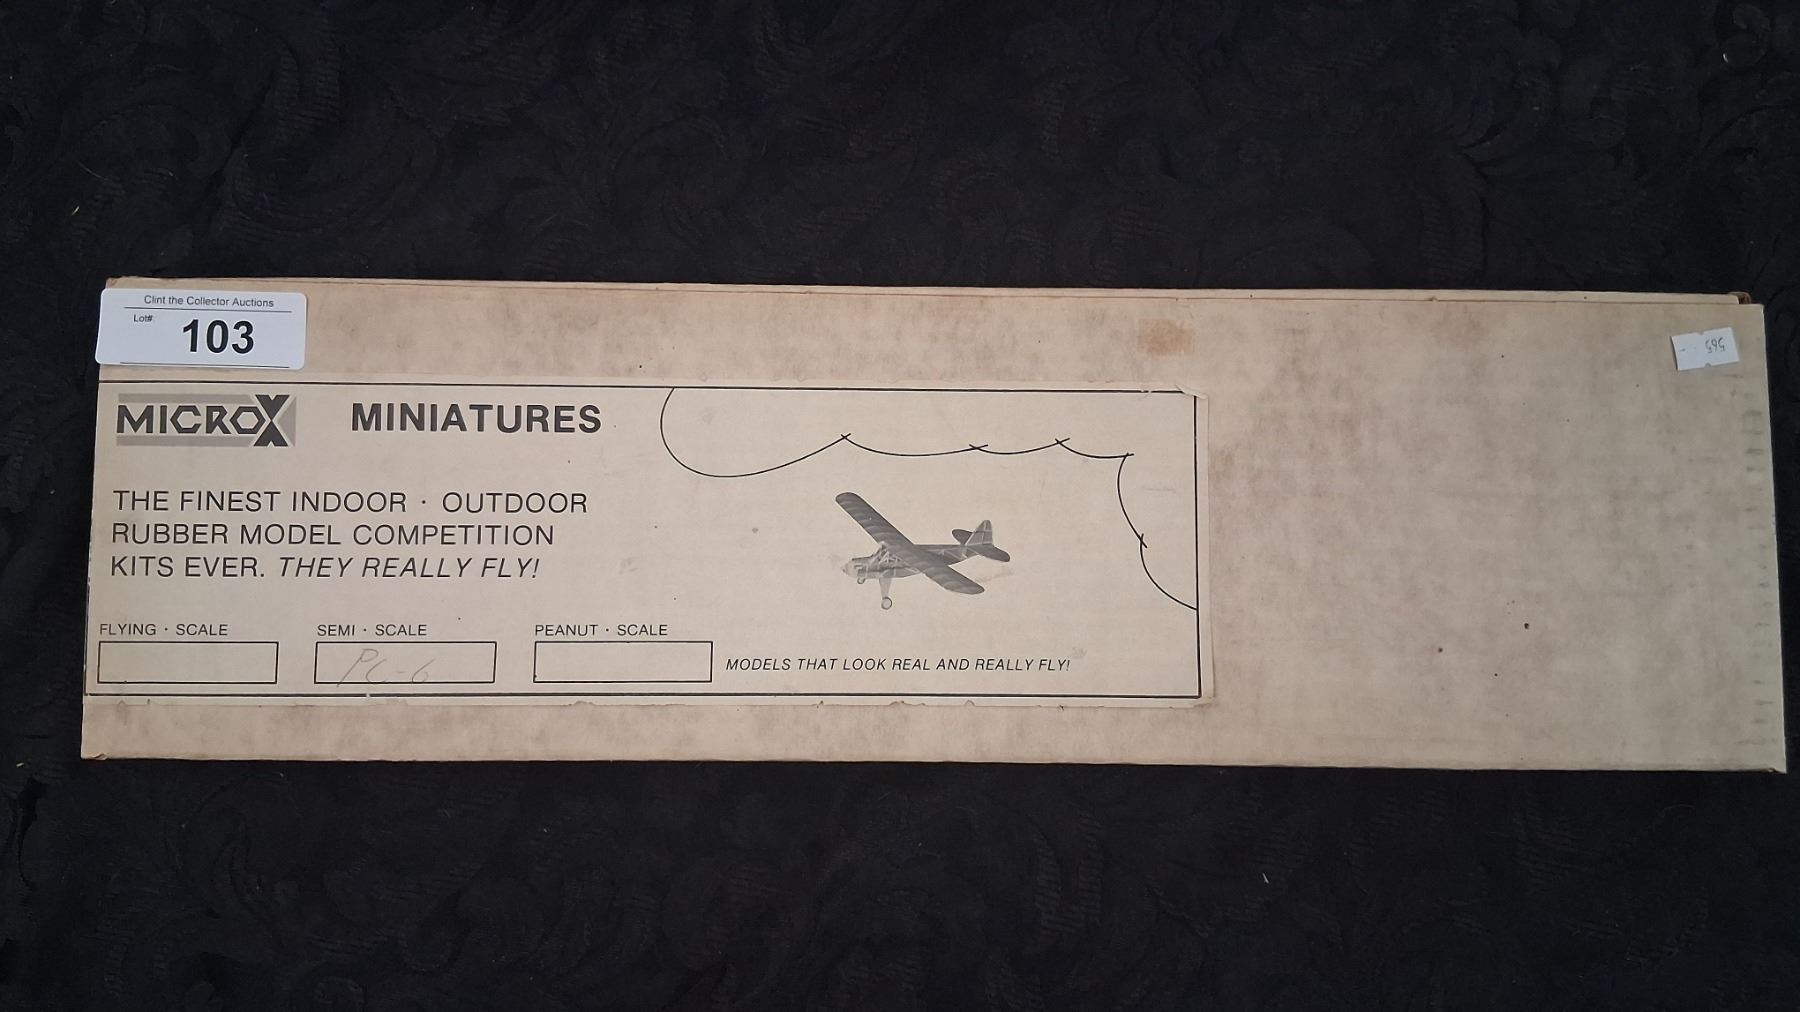 Clint the Collector Auctions
Lot#:
103
MICROX MINIATURES
THE FINEST INDOOR · OUTDOOR
RUBBER MODEL COMPETITION
KITS EVER. THEY REALLY FLY!
FLYING · SCALE
SEMI · SCALE
PC-6
PEANUT · SCALE
MODELS THAT LOOK REAL AND REALLY FLY!